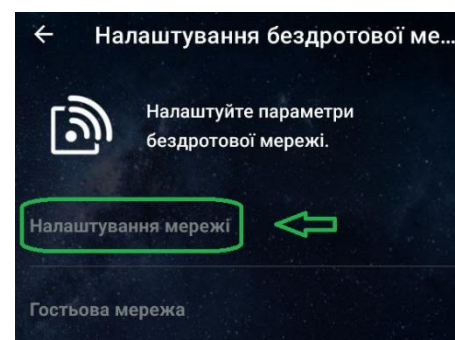 Налаштування бездротової ме...
Налаштуйте параметри
бездротової мережі.
Налаштування мережі
Гостьова мережа